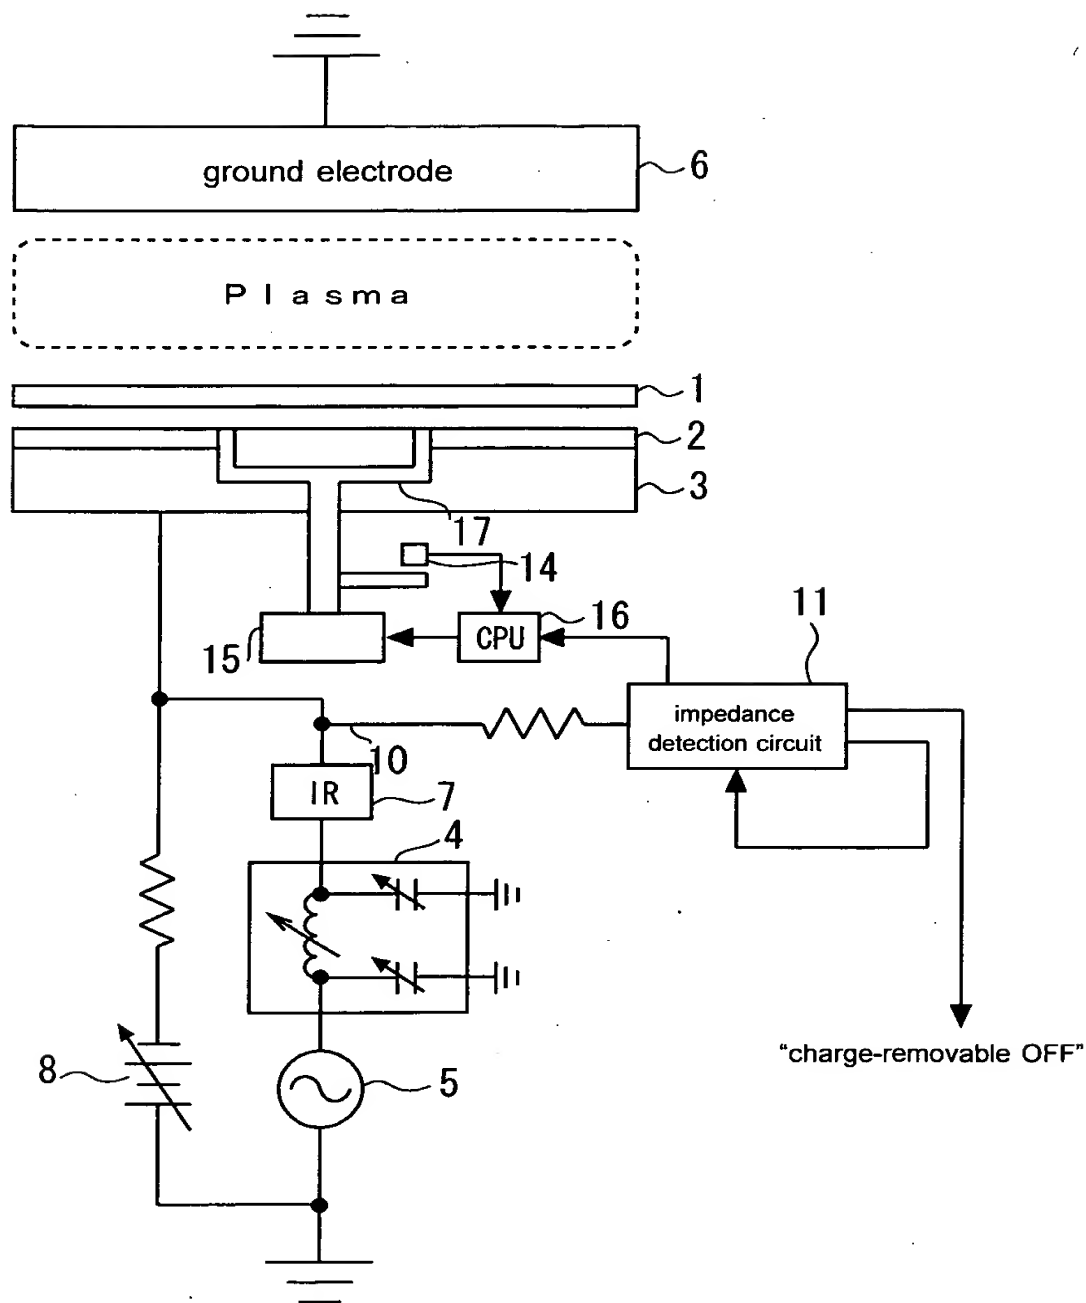 ground electrode
6
Plasma
1
2
3
17
14
11
16
CPU
15
impedance
detection circuit
10
IR
7
4
“charge-removable OFF”
8
5